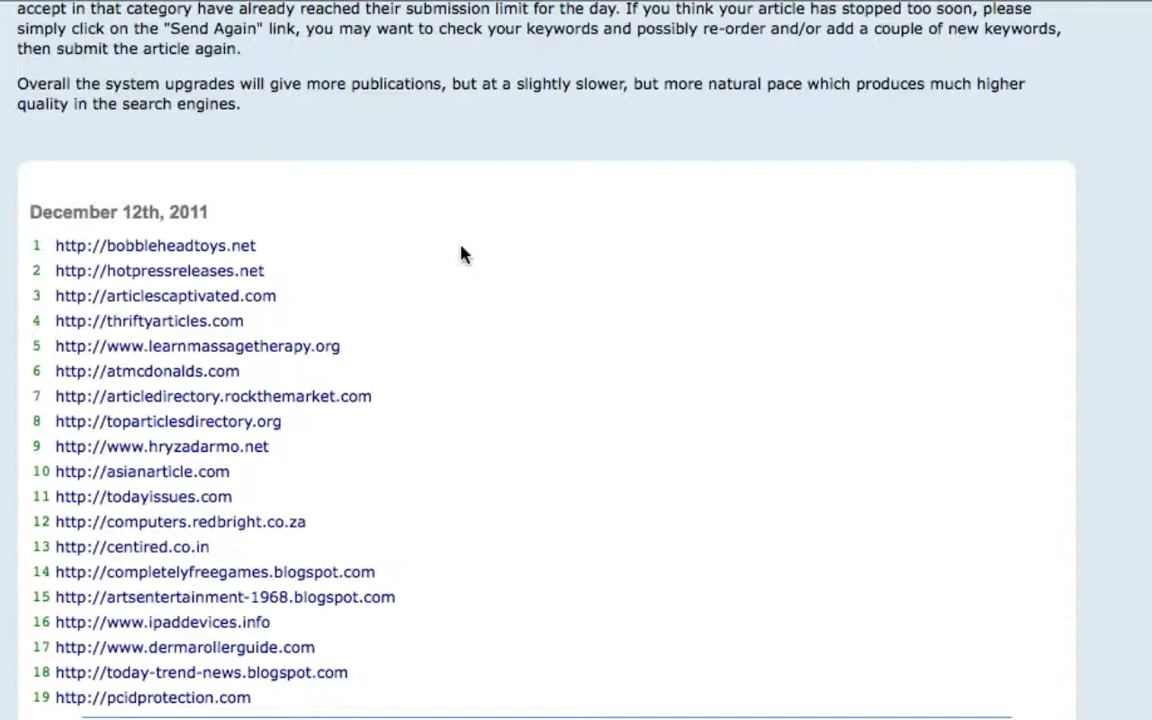 accept in that category have already reached their submission limit for the day. If you think your article has stopped too soon, please
simply click on the "Send Again" link, you may want to check your keywords and possibly re-order and/or add a couple of new keywords,
then submit the article again.
Overall the system upgrades will give more publications, but at a slightly slower, but more natural pace which produces much higher
quality in the search engines.
December 12th, 2011
1 http://bobbleheadtoys.net
2 http://hotpressreleases.net
3 http://articlescaptivated.com
4 http://thriftyarticles.com
5 http://www.learnmassagetherapy.org
6 http://atmcdonalds.com
7 http://articledirectory.rockthemarket.com
8 http://toparticlesdirectory.org
9 http://www.hryzadarmo.net
10 http://asianarticle.com
11 http://todayissues.com
12 http://computers.redbright.co.za
13 http://centired.co.in
14 http://completelyfreegames.blogspot.com
15 http://artsentertainment-1968.blogspot.com
16 http://www.ipaddevices.info
17 http://www.dermarollerguide.com
18 http://today-trend-news.blogspot.com
19 http://pcidprotection.com